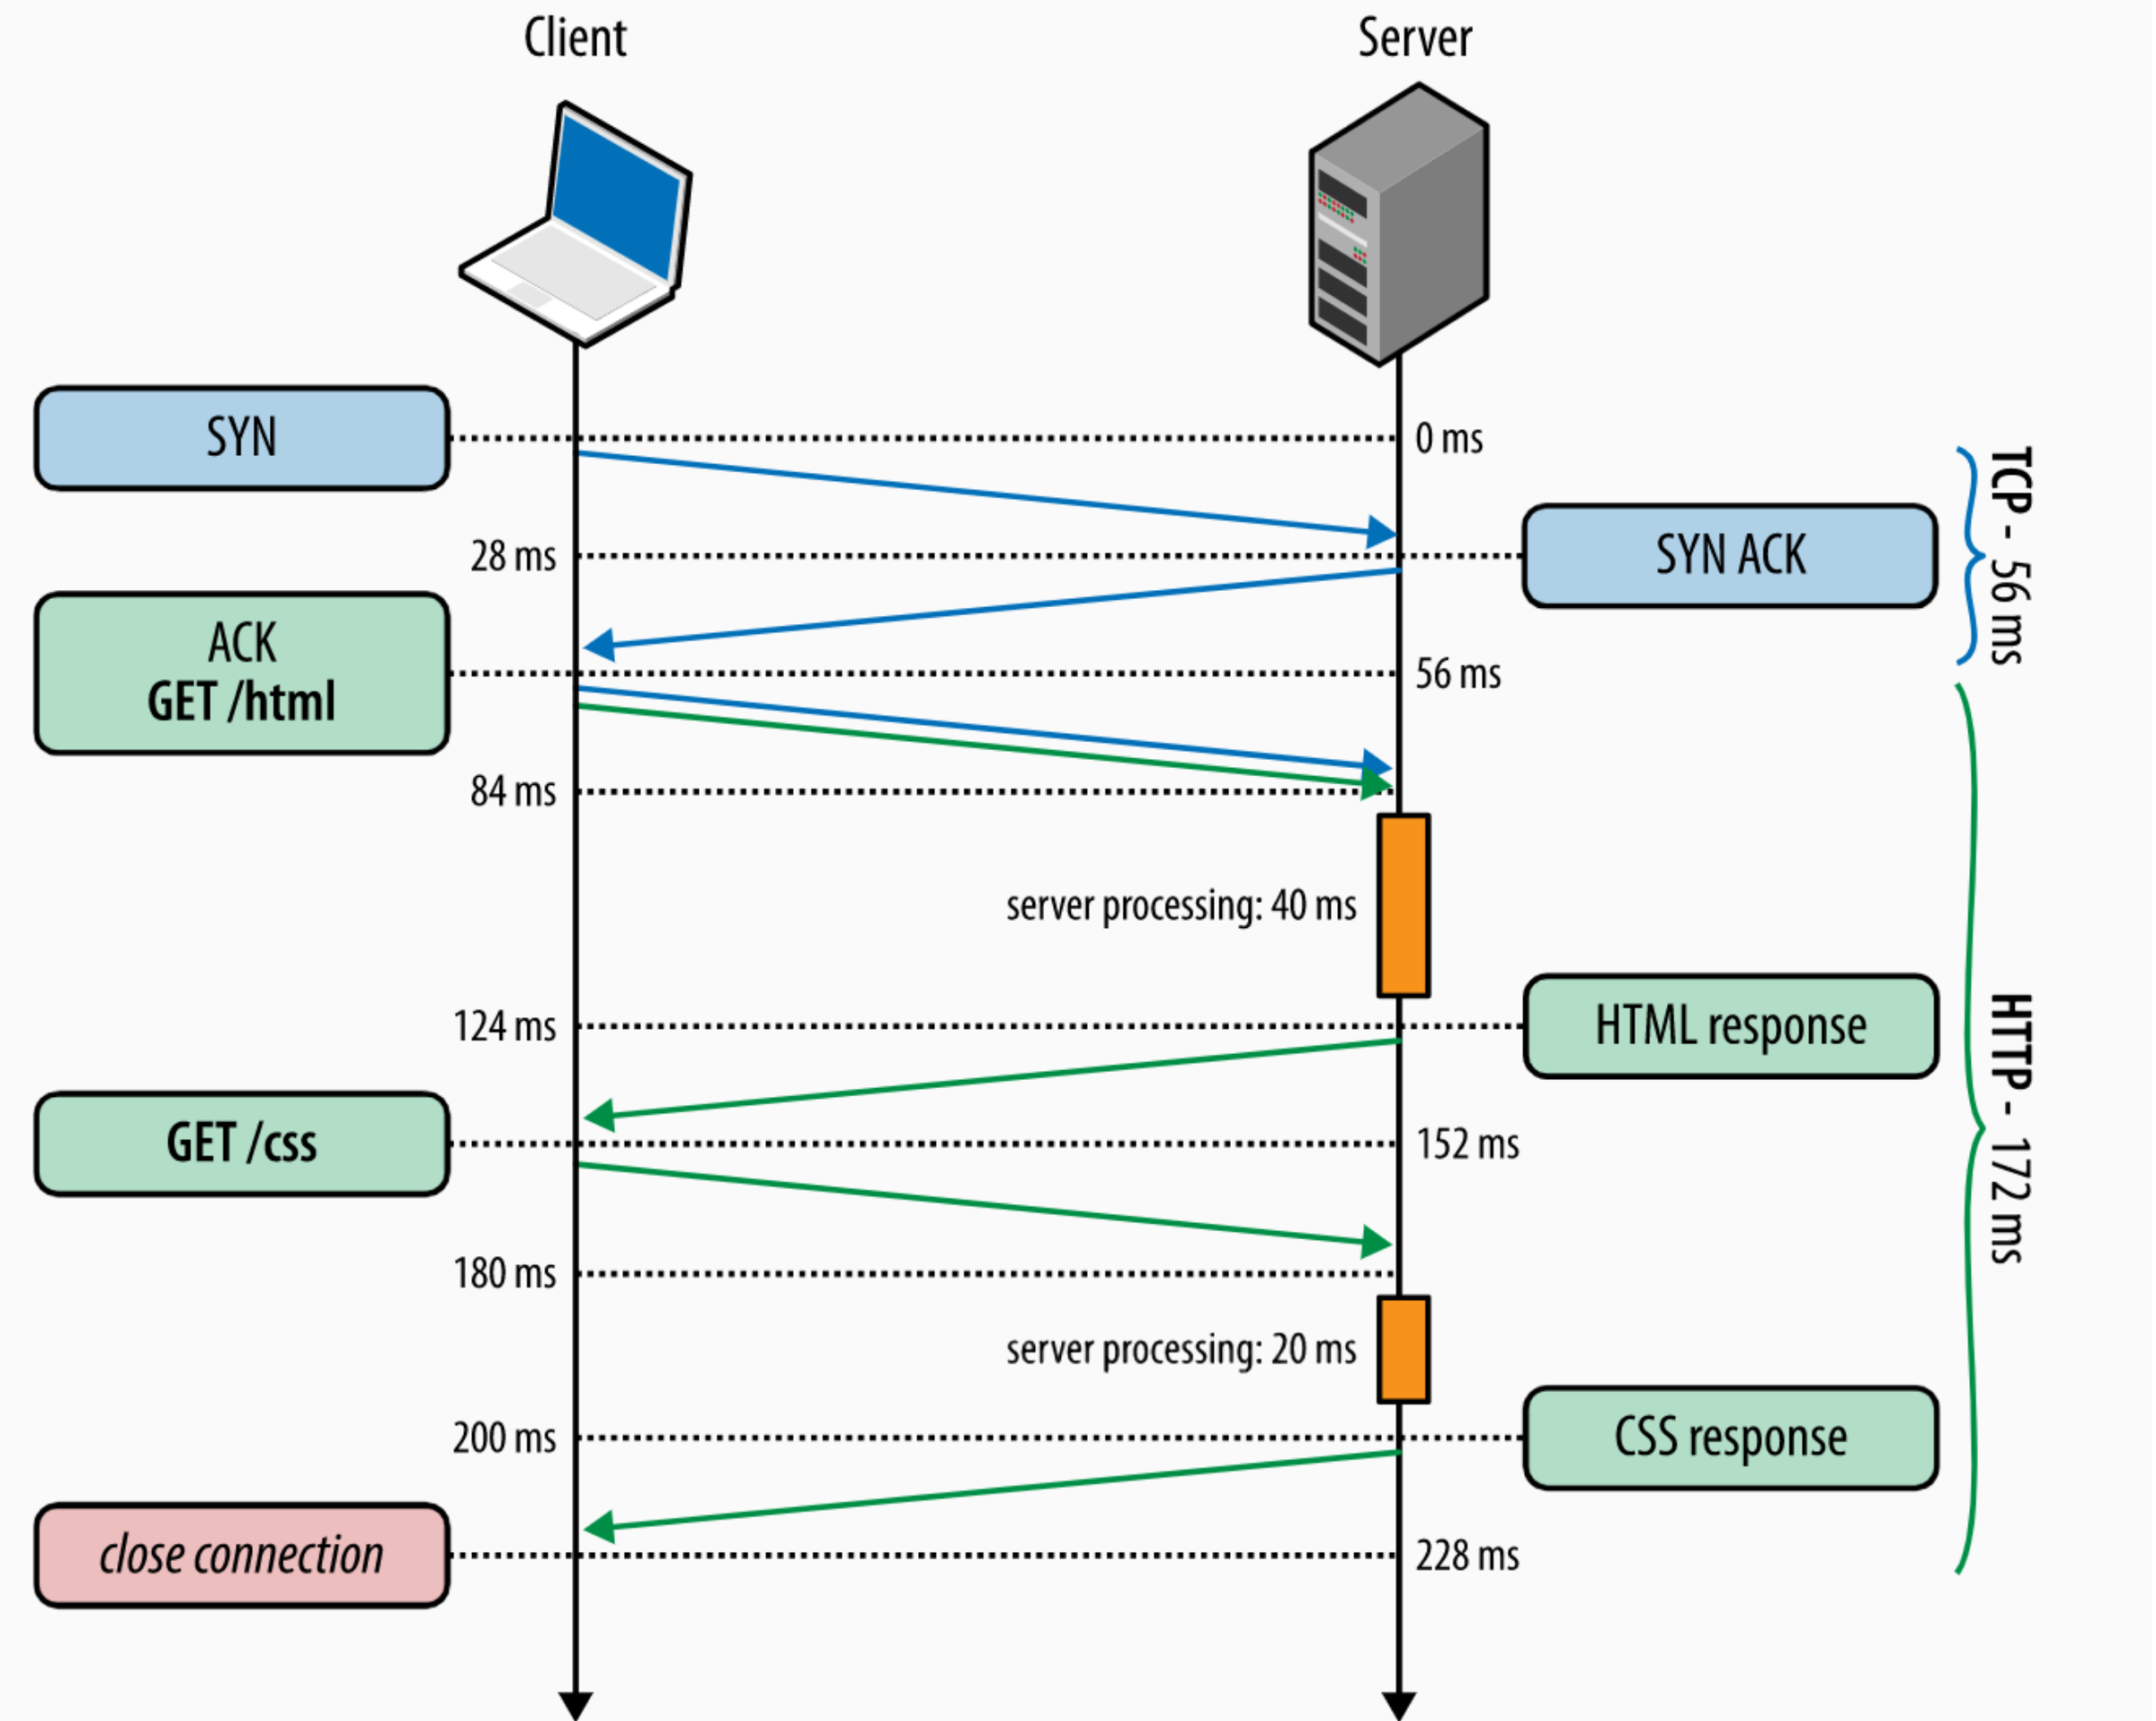 Client
Server
SYN
0 ms
28 ms
SYN ACK
TCP - 56 ms
ACK
GET /html
56 ms
84 ms
server processing: 40 ms
124 ms
HTML response
HTTP - 172 ms
GET /css
152 ms
180 ms
server processing: 20 ms
200 ms
CSS response
close connection
228 ms